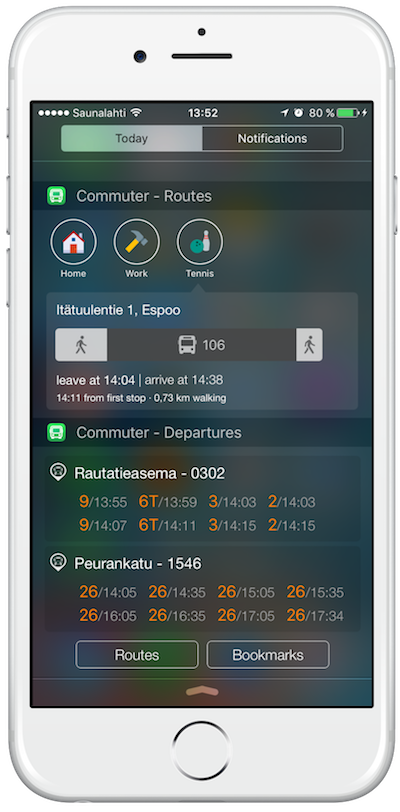 Saunalahti 13:52 80 %
Today Notifications
Commuter - Routes
Home Work Tennis
Itätuulentie 1, Espoo
106
leave at 14:04 | arrive at 14:38
14:11 from first stop · 0,73 km walking
Commuter - Departures
Rautatieasema - 0302
9/13:55 6T/13:59 3/14:03 2/14:03
9/14:07 6T/14:11 3/14:15 2/14:15
Peurankatu - 1546
26/14:05 26/14:35 26/15:05 26/15:35
26/16:05 26/16:35 26/17:05 26/17:34
Routes Bookmarks